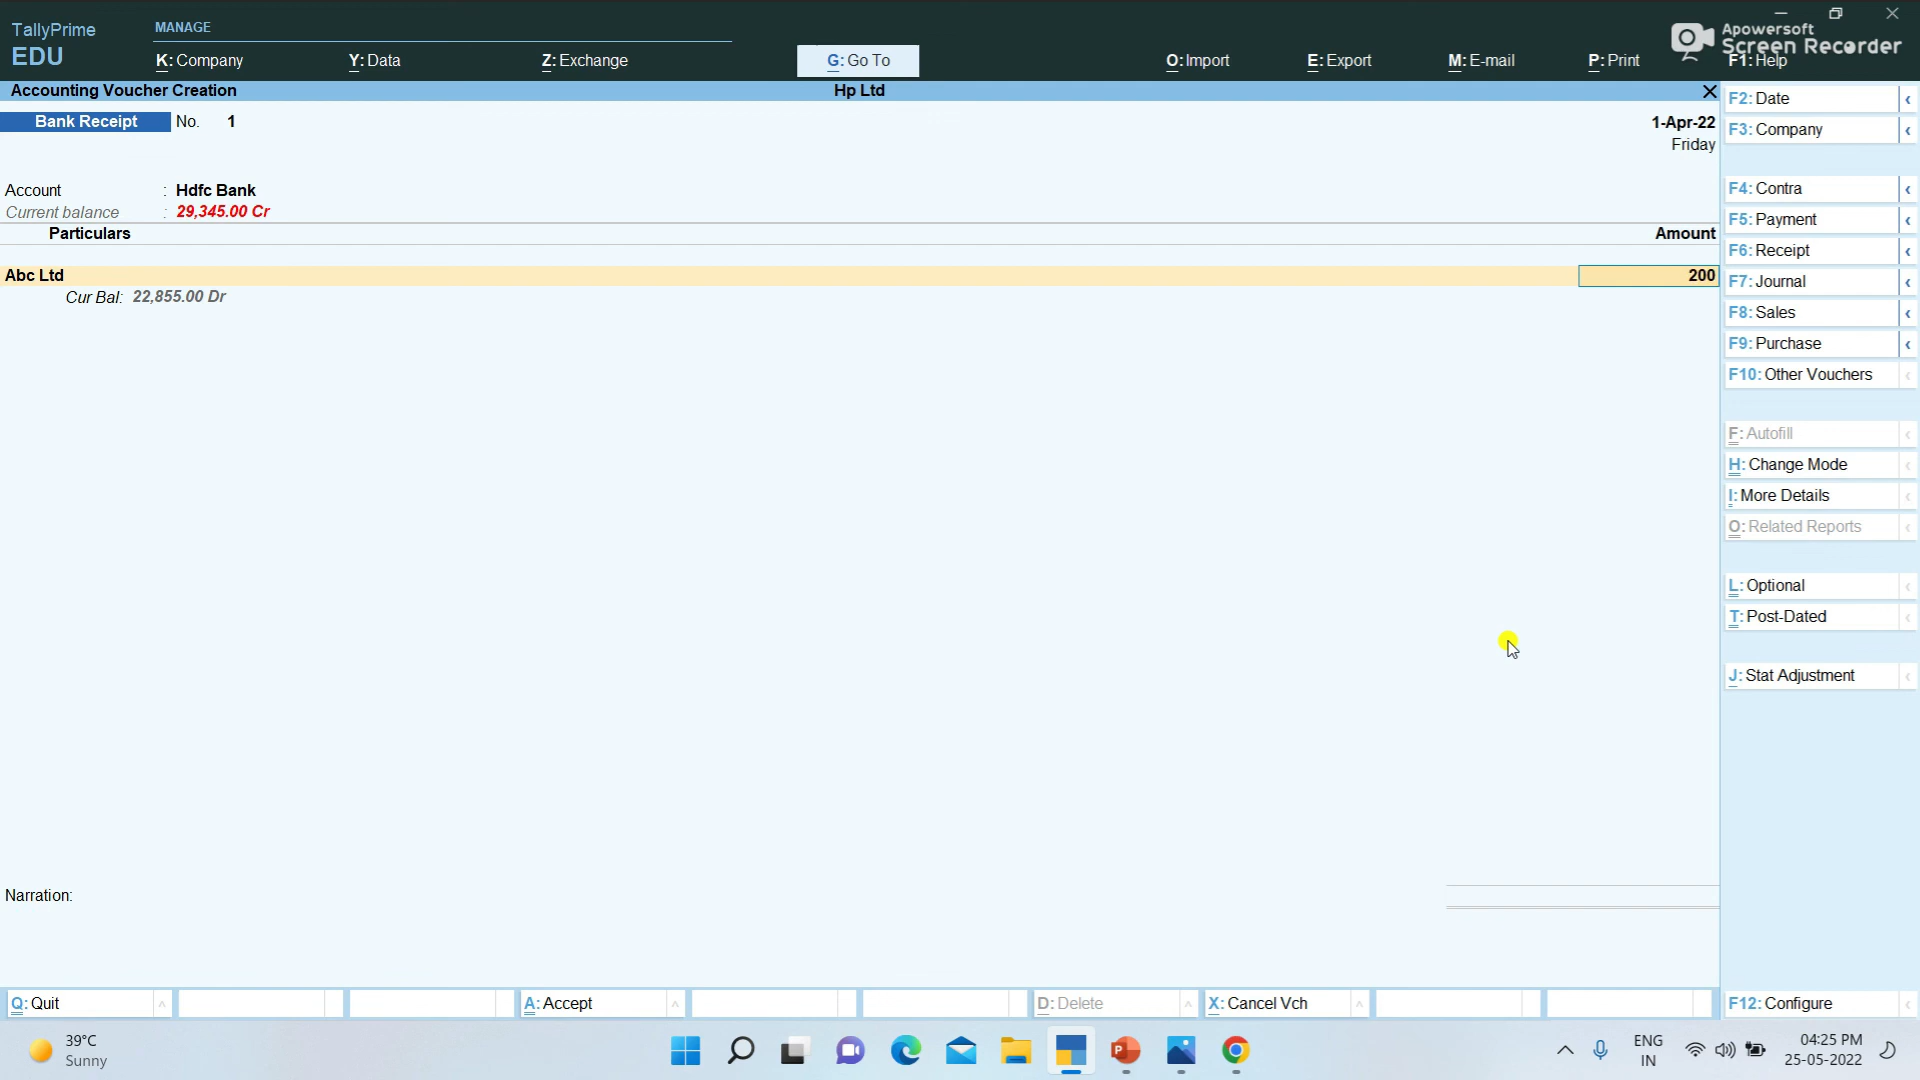 TallyPrime
EDU
MANAGE
K: Company
Y: Data
Z: Exchange
G: Go To
O: Import
E: Export
M: E-mail
P: Print
F1: Help
Apowersoft
Screen Recorder
Accounting Voucher Creation
Hp Ltd
Bank Receipt No. 1
1-Apr-22
Friday
Account : Hdfc Bank
Current balance : 29,345.00 Cr
Particulars
Amount
Abc Ltd
200
Cur Bal: 22,855.00 Dr
Narration:
F2: Date
F3: Company
F4: Contra
F5: Payment
F6: Receipt
F7: Journal
F8: Sales
F9: Purchase
F10: Other Vouchers
F: Autofill
H: Change Mode
I: More Details
O: Related Reports
L: Optional
T: Post-Dated
J: Stat Adjustment
F12: Configure
Q: Quit
A: Accept
D: Delete
X: Cancel Vch
39°C
Sunny
ENG
IN
04:25 PM
25-05-2022